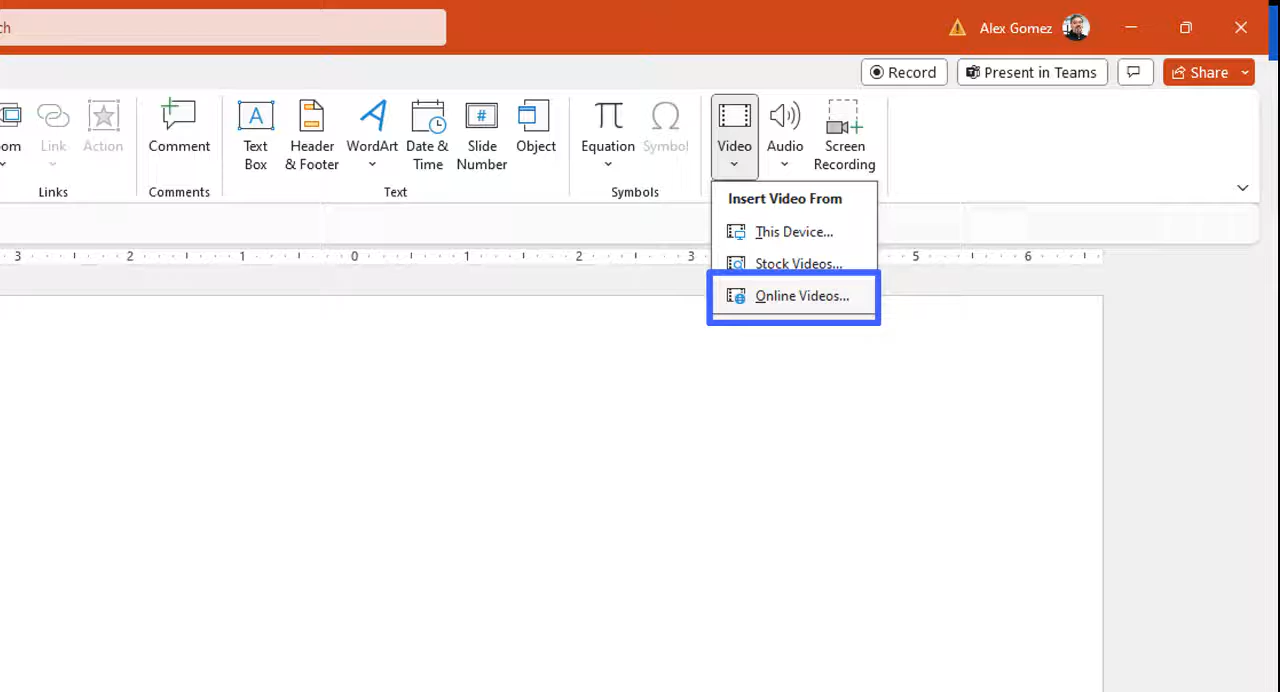 ch
Alex Gomez
Record
Present in Teams
Share
om
Link
Action
Comment
Text
Box
Header
& Footer
WordArt
Date &
Time
Slide
Number
Object
Equation
Symbol
Video
Audio
Screen
Recording
Links
Comments
Text
Symbols
Insert Video From
This Device...
Stock Videos...
Online Videos...
3 2 1 0 1 2 3 5 6